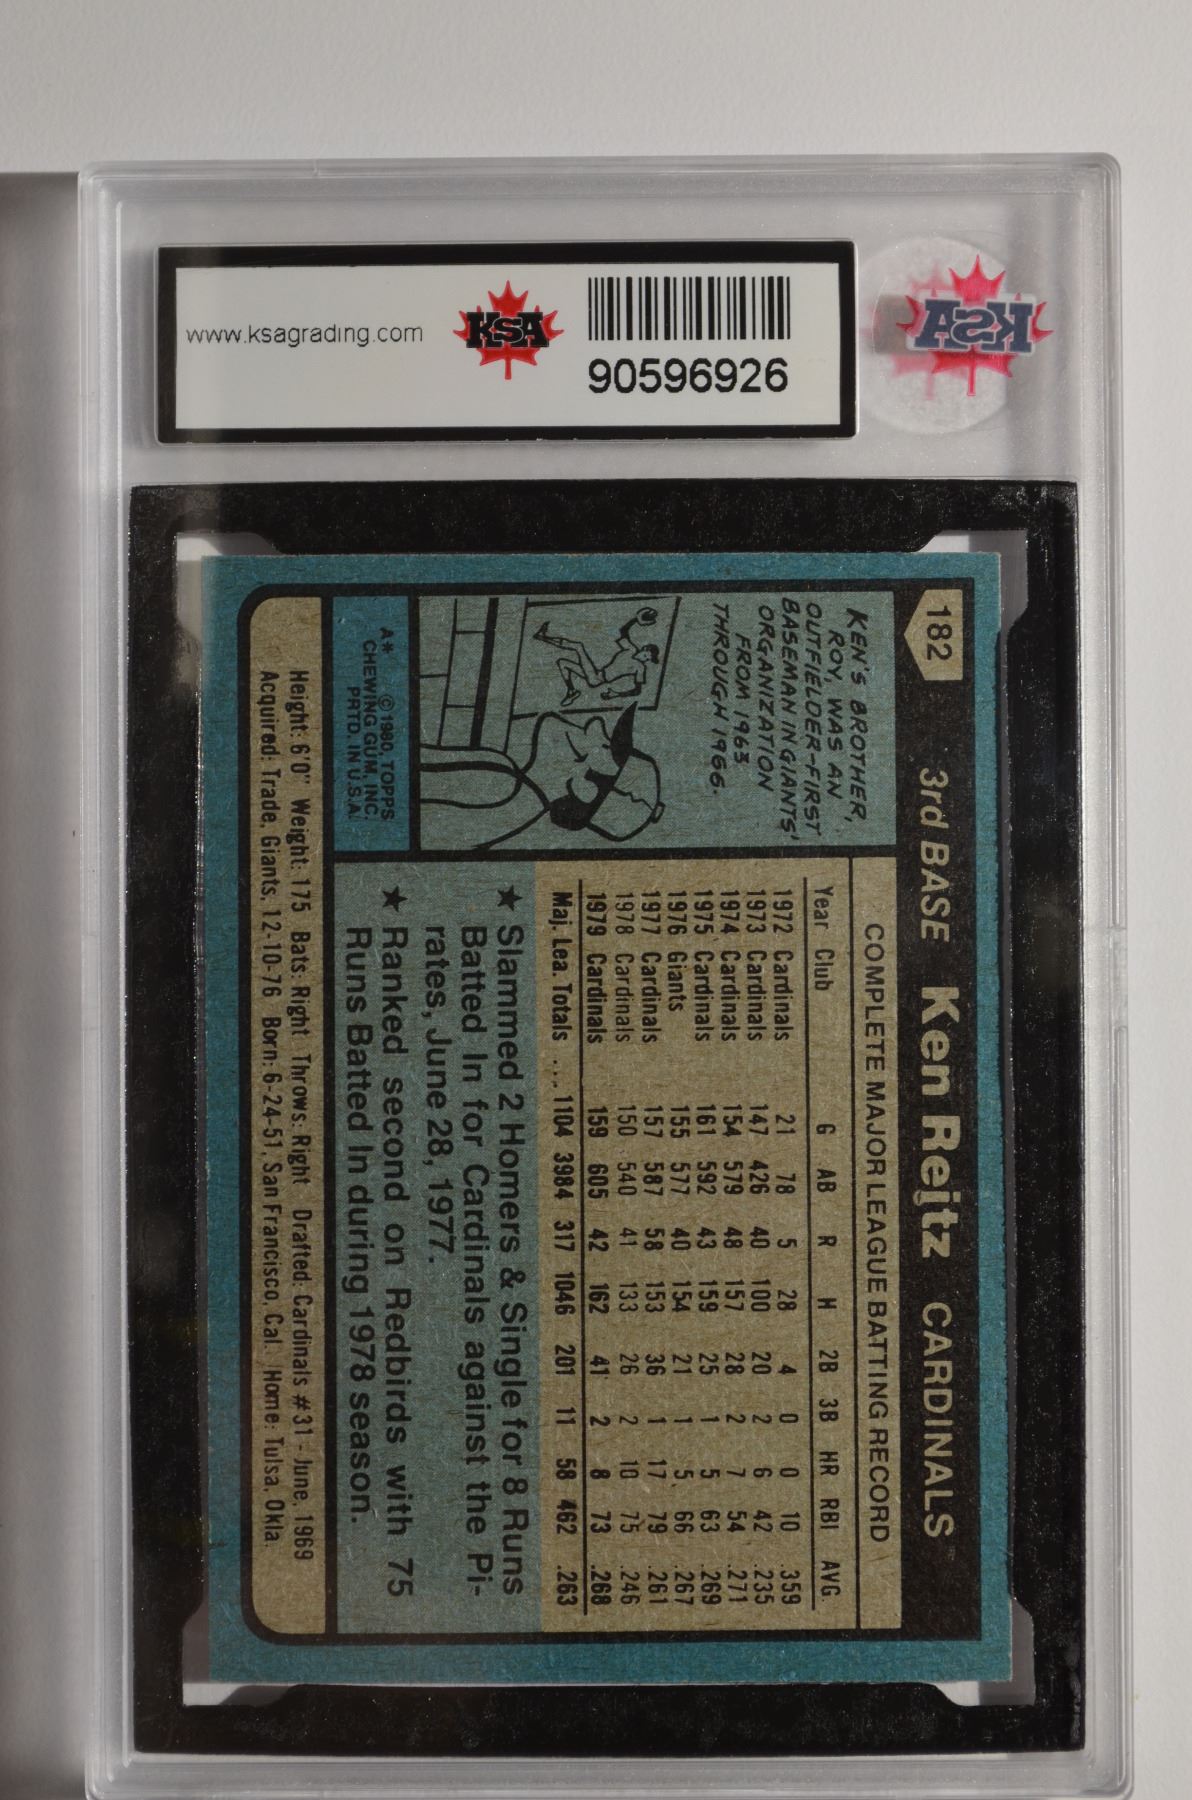 www.ksagrading.com
KSA
90596926
KSA
182
3rd BASE Ken Reitz CARDINALS
KEN'S BROTHER,
ROY, WAS AN
OUTFIELDER-FIRST
BASEMAN IN GIANTS'
ORGANIZATION
FROM 1963
THROUGH 1966.
A* © 1980, TOPPS
CHEWING GUM, INC.
PRTD. IN U.S.A.
COMPLETE MAJOR LEAGUE BATTING RECORD
Year Club G AB R H 2B 3B HR RBI AVG.
1972 Cardinals 21 78 5 28 4 0 0 10 .359
1973 Cardinals 147 426 40 100 20 2 6 42 .235
1974 Cardinals 154 579 48 157 28 2 7 54 .271
1975 Cardinals 161 592 43 159 25 1 5 63 .269
1976 Giants 155 577 40 154 21 1 5 66 .267
1977 Cardinals 157 587 58 153 36 1 17 79 .261
1978 Cardinals 150 540 41 133 26 2 10 75 .246
1979 Cardinals 159 605 42 162 41 2 8 73 .268
Maj. Lea. Totals .... 1104 3984 317 1046 201 11 58 462 .263
★ Slammed 2 Homers & Single for 8 Runs
Batted In for Cardinals against the Pi-
rates, June 28, 1977.
★ Ranked second on Redbirds with 75
Runs Batted In during 1978 season.
Height: 6'0" Weight: 175 Bats: Right Throws: Right Drafted: Cardinals #31 - June, 1969
Acquired: Trade, Giants, 12-10-76 Born: 6-24-51, San Francisco, Cal. Home: Tulsa, Okla.